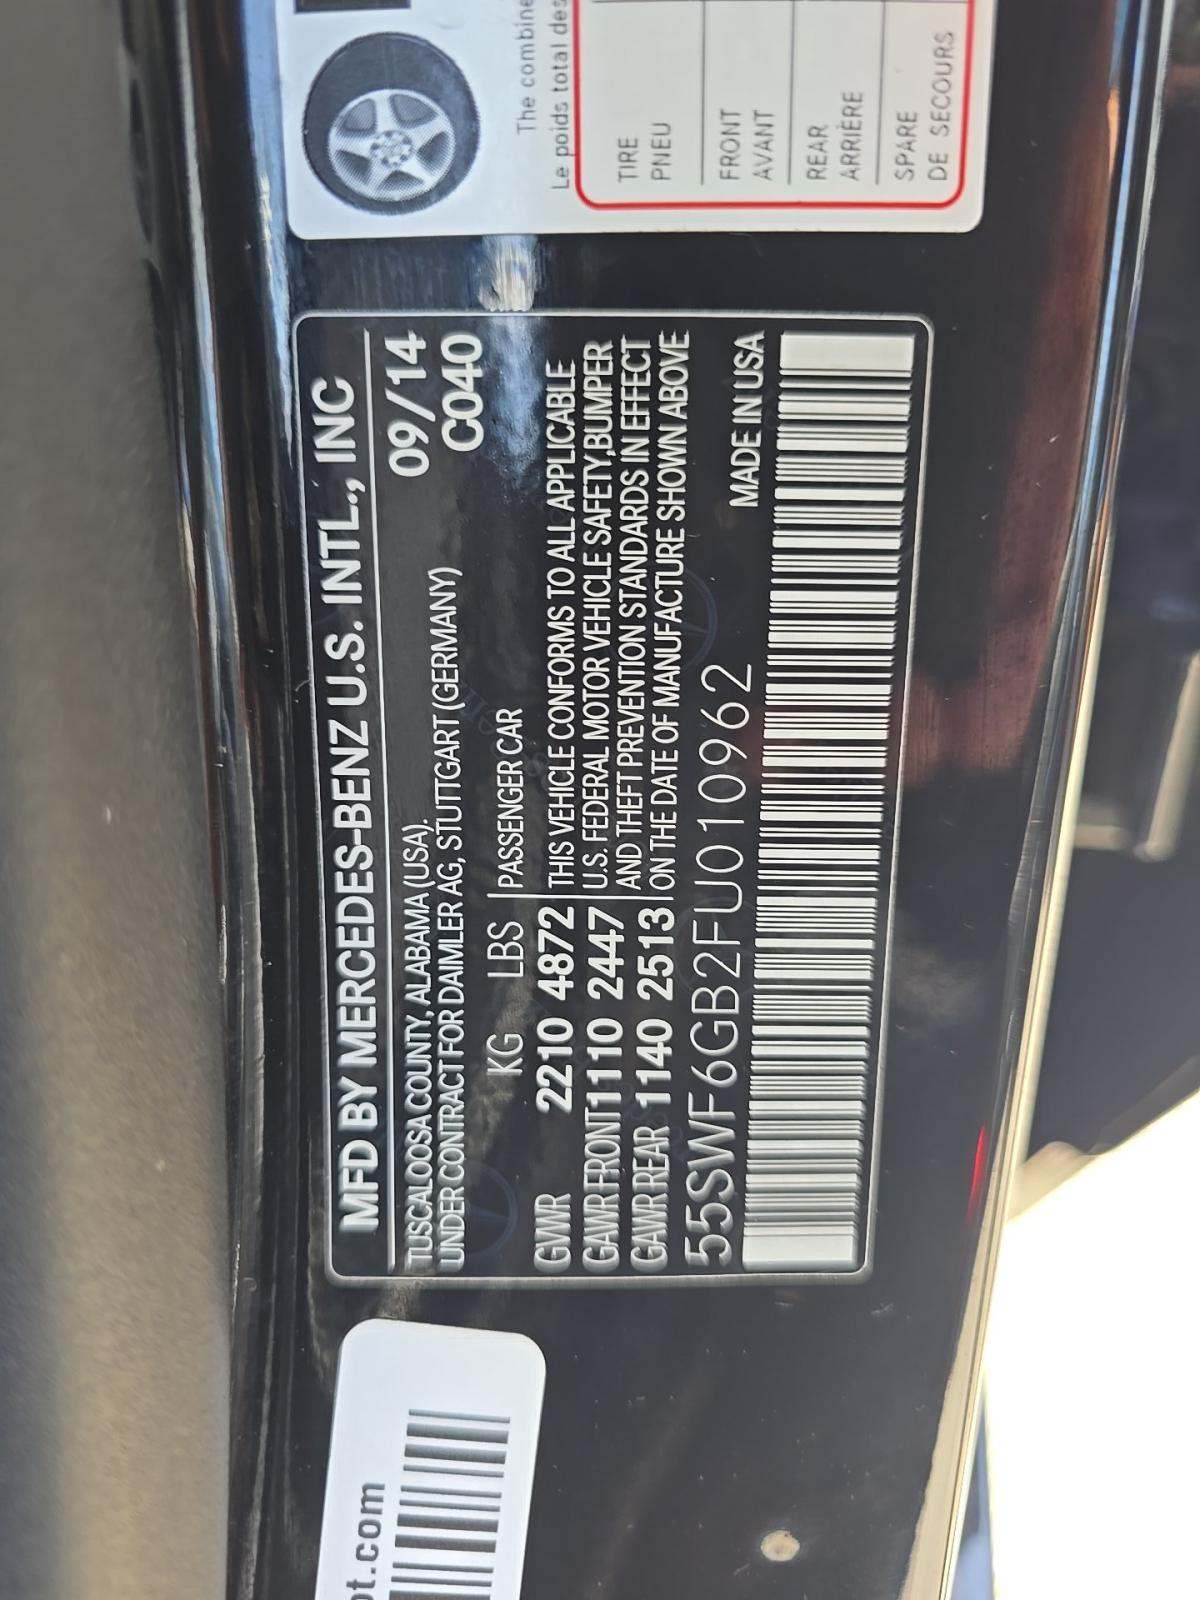 MFD BY MERCEDES-BENZ U.S. INTL., INC
TUSCALOOSA COUNTY, ALABAMA (USA). 09/14
UNDER CONTRACT FOR DAIMLER AG, STUTTGART (GERMANY) C040
KG LBS PASSENGER CAR
GWR 2210 4872 THIS VEHICLE CONFORMS TO ALL APPLICABLE
GAWR FRONT 1110 2447 U.S. FEDERAL MOTOR VEHICLE SAFETY,BUMPER
GAWR REAR 1140 2513 AND THEFT PREVENTION STANDARDS IN EFFECT
ON THE DATE OF MANUFACTURE SHOWN ABOVE
55SWF6GB2FU010962
MADE IN USA
The combine
Le poids total des
TIRE
PNEU
FRONT
AVANT
REAR
ARRIÈRE
SPARE
DE SECOURS
ot.com